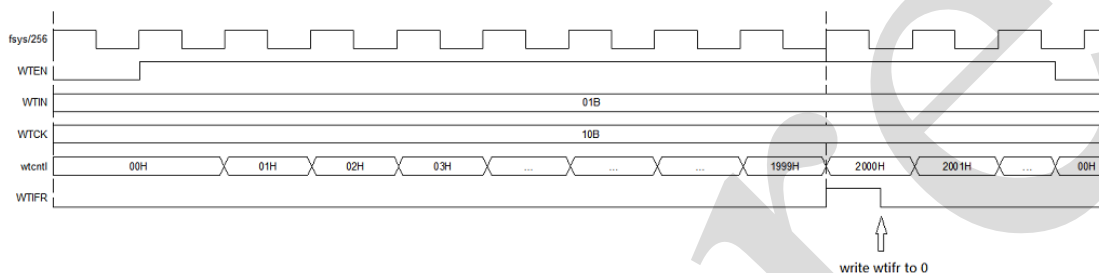 fsys/256
WTEN
WTIN 01B
WTCK 10B
wtcntl 00H 01H 02H 03H ... ... ... 1999H 2000H 2001H ... 00H
WTIFR
write wtifr to 0